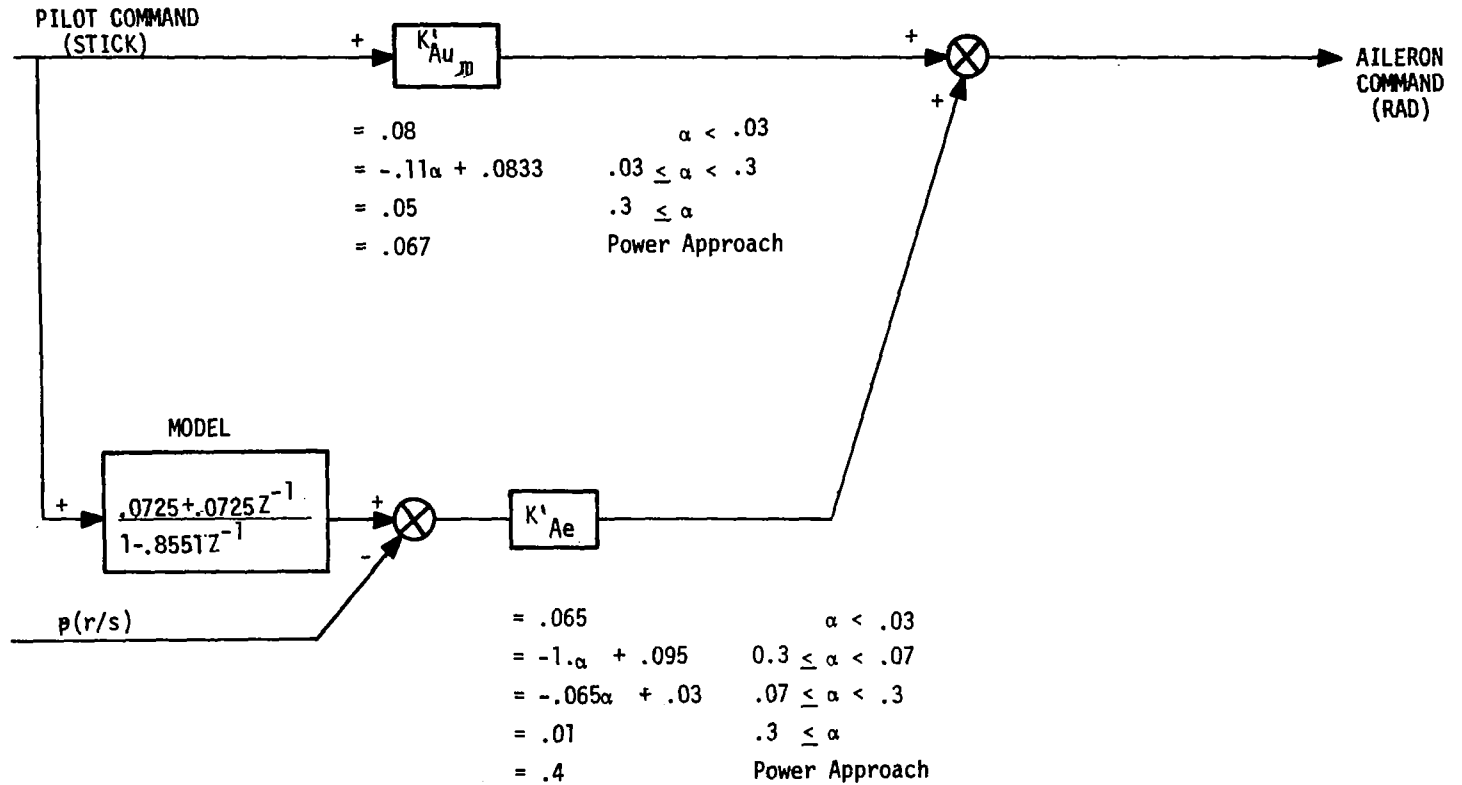 PILOT COMMAND
(STICK)
+
K'Au
+
+
AILERON
COMMAND
(RAD)
= .08 α < .03
= -.11α + .0833 .03 ≤ α < .3
= .05 .3 ≤ α
= .067 Power Approach
MODEL
+
.0725+.0725Z^-1
1-.8551Z^-1
+
-
K'Ae
p(r/s)
= .065 α < .03
= -1.α + .095 0.3 ≤ α < .07
= -.065α + .03 .07 ≤ α < .3
= .01 .3 ≤ α
= .4 Power Approach